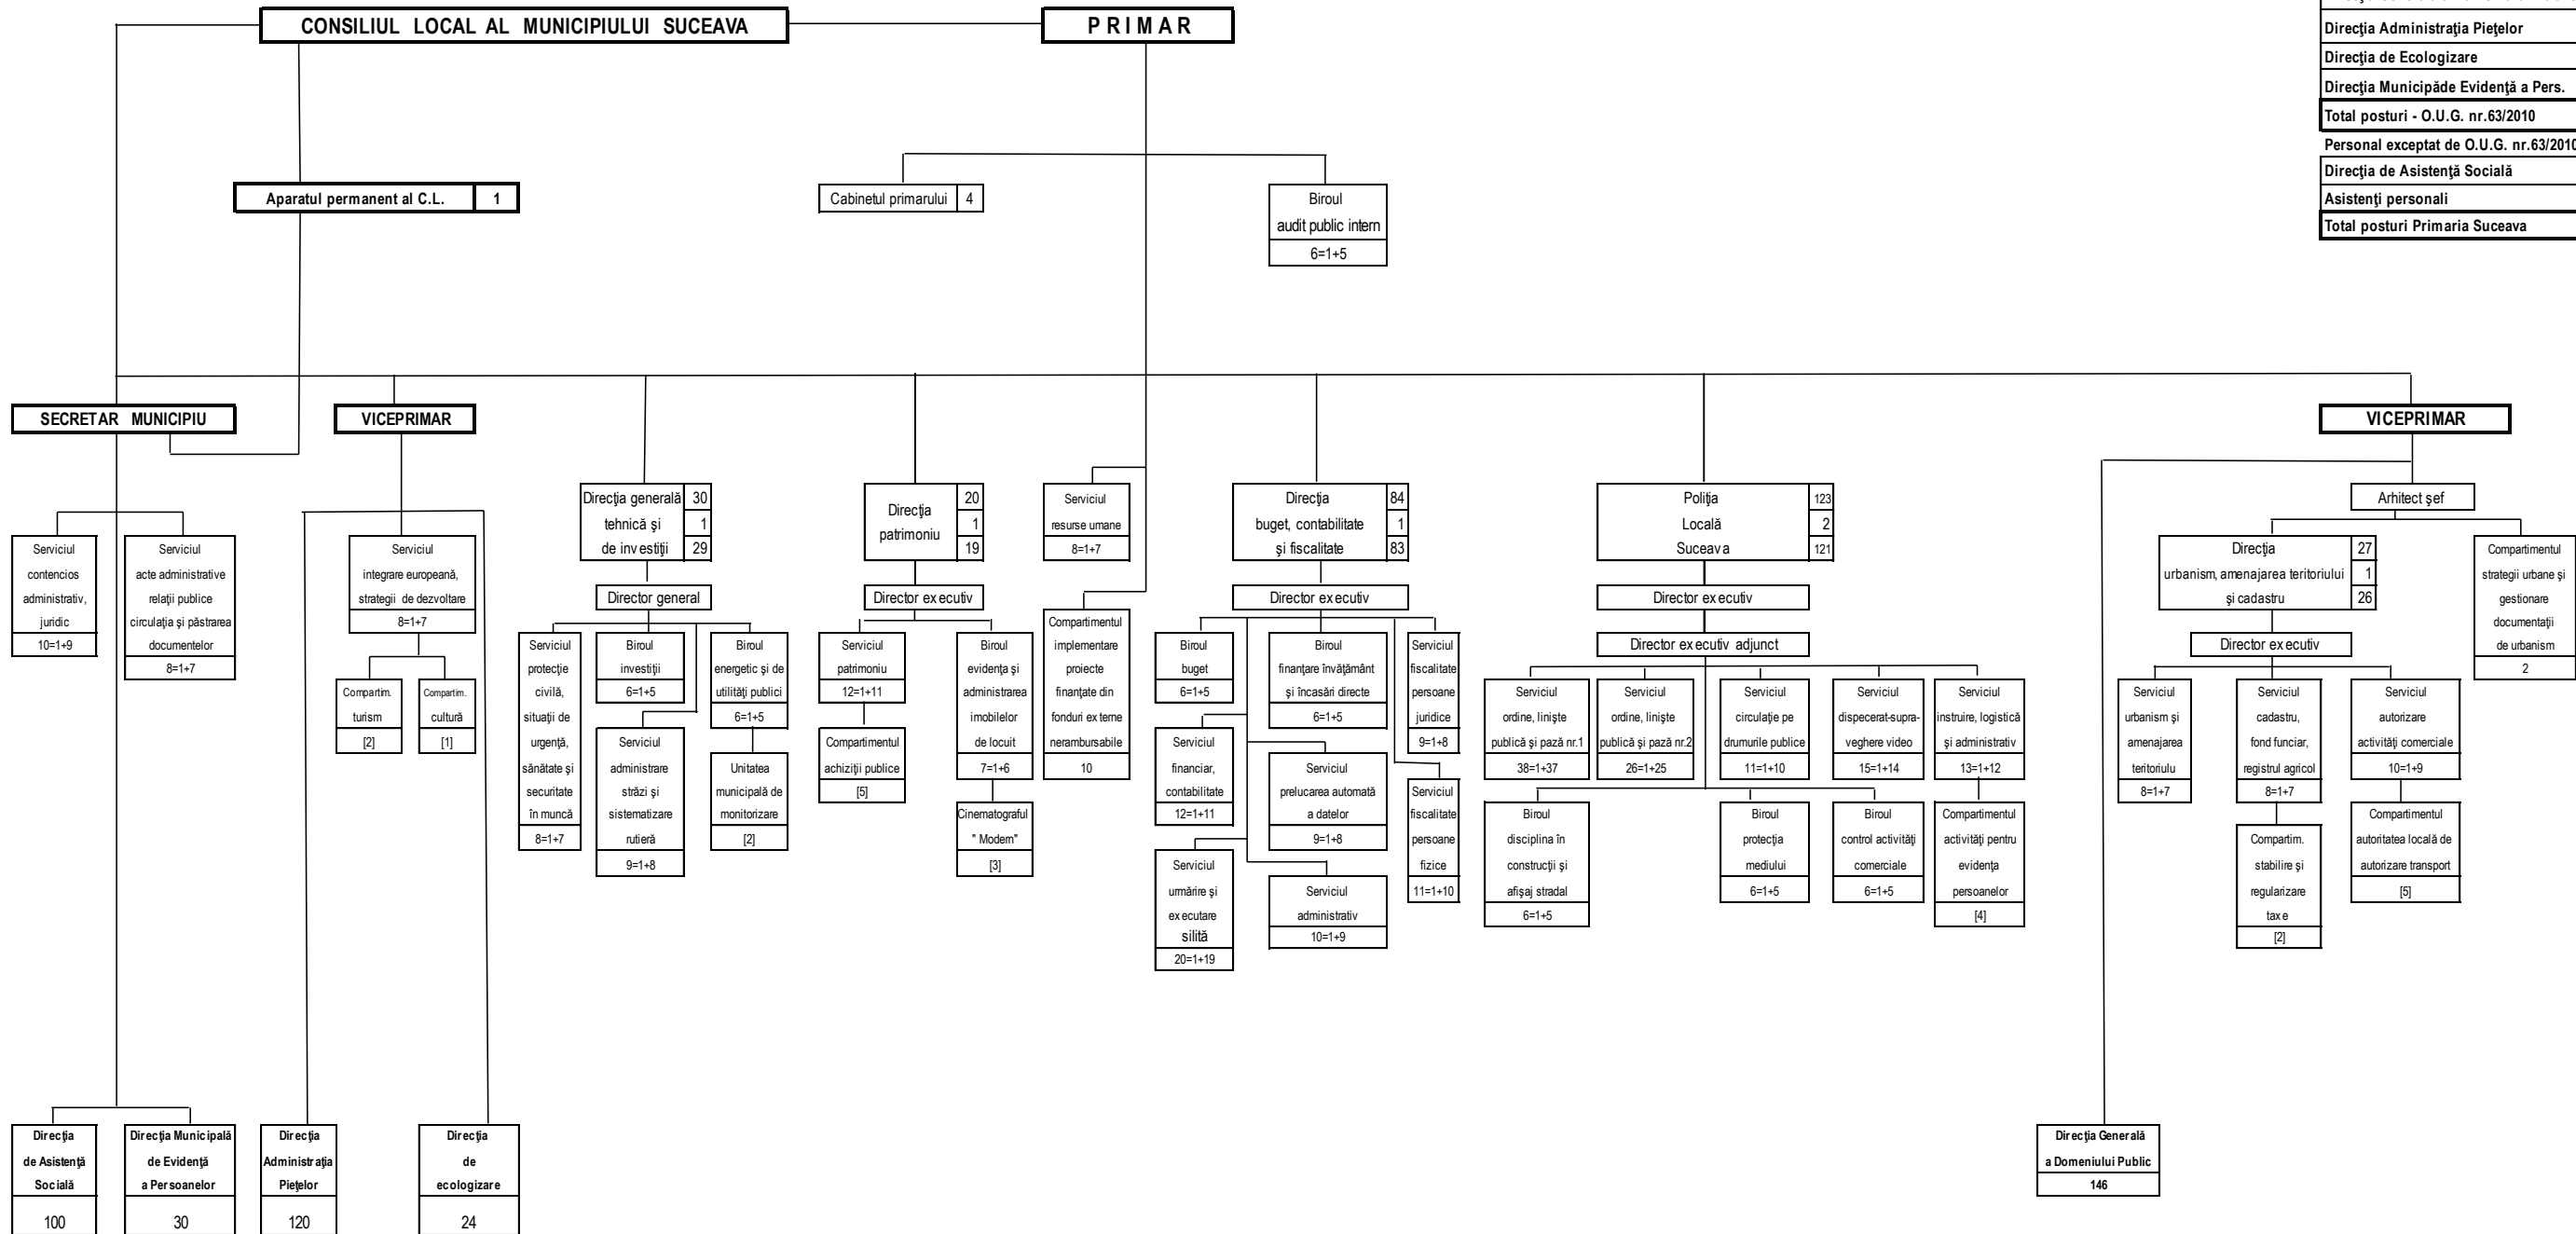 CONSILIUL LOCAL AL MUNICIPIULUI SUCEAVA
PRIMAR
Direcţia Administraţia Pieţelor
Direcţia de Ecologizare
Direcţia Municipăde Evidenţă a Pers.
Total posturi - O.U.G. nr.63/2010
Personal exceptat de O.U.G. nr.63/2010
Direcţia de Asistenţă Socială
Asistenţi personali
Total posturi Primaria Suceava
Aparatul permanent al C.L. 1
Cabinetul primarului 4
Biroul
audit public intern
6=1+5
SECRETAR MUNICIPIU
VICEPRIMAR
VICEPRIMAR
Serviciul
contencios
administrativ,
juridic
10=1+9
Serviciul
acte administrative
relaţii publice
circulaţia şi păstrarea
documentelor
8=1+7
Serviciul
integrare europeană,
strategii de dezvoltare
8=1+7
Compartim.
turism
[2]
Compartim.
cultură
[1]
Direcţia generală 30
tehnică şi 1
de investiţii 29
Director general
Serviciul
protecţie
civilă,
situaţii de
urgenţă,
sănătate şi
securitate
în muncă
8=1+7
Biroul
investiţii
6=1+5
Serviciul
administrare
străzi şi
sistematizare
rutieră
9=1+8
Biroul
energetic şi de
utilităţi publici
6=1+5
Unitatea
municipală de
monitorizare
[2]
Direcţia
patrimoniu
20
1
19
Director executiv
Serviciul
patrimoniu
12=1+11
Compartimentul
achiziţii publice
[5]
Biroul
evidenţa şi
administrarea
imobilelor
de locuit
7=1+6
Cinematograful
"Modern"
[3]
Serviciul
resurse umane
8=1+7
Compartimentul
implementare
proiecte
finanţate din
fonduri externe
nerambursabile
10
Direcţia 84
buget, contabilitate 1
şi fiscalitate 83
Director executiv
Biroul
buget
6=1+5
Serviciul
financiar,
contabilitate
12=1+11
Serviciul
urmărire şi
executare
silită
20=1+19
Biroul
finanţare învăţământ
şi încasări directe
6=1+5
Serviciul
prelucarea automată
a datelor
9=1+8
Serviciul
administrativ
10=1+9
Serviciul
fiscalitate
persoane
juridice
9=1+8
Serviciul
fiscalitate
persoane
fizice
11=1+10
Poliţia 123
Locală 2
Suceava 121
Director executiv
Director executiv adjunct
Serviciul
ordine, linişte
publică şi pază nr.1
38=1+37
Serviciul
ordine, linişte
publică şi pază nr.2
26=1+25
Serviciul
circulaţie pe
drumurile publice
11=1+10
Serviciul
dispecerat-supra-
veghere video
15=1+14
Serviciul
instruire, logistică
şi administrativ
13=1+12
Biroul
disciplina în
construcţii şi
afişaj stradal
6=1+5
Biroul
protecţia
mediului
6=1+5
Biroul
control activităţi
comerciale
6=1+5
Compartimentul
activităţi pentru
evidenţa
persoanelor
[4]
Arhitect şef
Direcţia 27
urbanism, amenajarea teritoriului 1
şi cadastru 26
Director executiv
Compartimentul
strategii urbane şi
gestionare
documentaţii
de urbanism
2
Serviciul
urbanism şi
amenajarea
teritoriulu
8=1+7
Serviciul
cadastru,
fond funciar,
registrul agricol
8=1+7
Compartim.
stabilire şi
regularizare
taxe
[2]
Serviciul
autorizare
activităţi comerciale
10=1+9
Compartimentul
autoritatea locală de
autorizare transport
[5]
Direcţia
de Asistenţă
Socială
100
Direcţia Municipală
de Evidenţă
a Persoanelor
30
Direcţia
Administraţia
Pieţelor
120
Direcţia
de
ecologizare
24
Direcţia Generală
a Domeniului Public
146